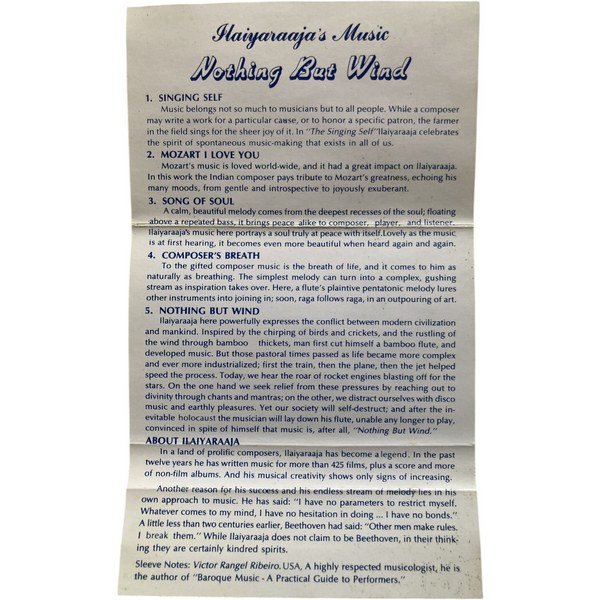 Ilaiyaraaja's Music
Nothing But Wind
1. SINGING SELF
Music belongs not so much to musicians but to all people. While a composer
may write a work for a particular cause, or to honor a specific patron, the farmer
in the field sings for the sheer joy of it. In "The Singing Self" Ilaiyaraaja celebrates
the spirit of spontaneous music-making that exists in all of us.
2. MOZART I LOVE YOU
Mozart's music is loved world-wide, and it had a great impact on Ilaiyaraaja.
In this work the Indian composer pays tribute to Mozart's greatness, echoing his
many moods, from gentle and introspective to joyously exuberant.
3. SONG OF SOUL
A calm, beautiful melody comes from the deepest recesses of the soul; floating
above a repeated bass, it brings peace alike to composer, player, and listener.
Ilaiyaraaja's music here portrays a soul truly at peace with itself.Lovely as the music
is at first hearing, it becomes even more beautiful when heard again and again.
4. COMPOSER'S BREATH
To the gifted composer music is the breath of life, and it comes to him as
naturally as breathing. The simplest melody can turn into a complex, gushing
stream as inspiration takes over. Here, a flute's plaintive pentatonic melody lures
other instruments into joining in; soon, raga follows raga, in an outpouring of art.
5. NOTHING BUT WIND
Ilaiyaraaja here powerfully expresses the conflict between modern civilization
and mankind. Inspired by the chirping of birds and crickets, and the rustling of
the wind through bamboo thickets, man first cut himself a bamboo flute, and
developed music. But those pastoral times passed as life became more complex
and ever more industrialized; first the train, then the plane, then the jet helped
speed the process. Today, we hear the roar of rocket engines blasting off for the
stars. On the one hand we seek relief from these pressures by reaching out to
divinity through chants and mantras; on the other, we distract ourselves with disco
music and earthly pleasures. Yet our society will self-destruct; and after the in-
evitable holocaust the musician will lay down his flute, unable any longer to play,
convinced in spite of himself that music is, after all, "Nothing But Wind."
ABOUT ILAIYARAAJA
In a land of prolific composers, Ilaiyaraaja has become a legend. In the past
twelve years he has written music for more than 425 films, plus a score and more
of non-film albums. And his musical creativity shows only signs of increasing.
Another reason for his success and his endless stream of melody lies in his
own approach to music. He has said: "I have no parameters to restrict myself.
Whatever comes to my mind, I have no hesitation in doing ... I have no bonds."
A little less than two centuries earlier, Beethoven had said: "Other men make rules.
I break them." While Ilaiyaraaja does not claim to be Beethoven, in their think-
ing they are certainly kindred spirits.
Sleeve Notes: Victor Rangel Ribeiro. USA, A highly respected musicologist, he is
the author of "Baroque Music - A Practical Guide to Performers."